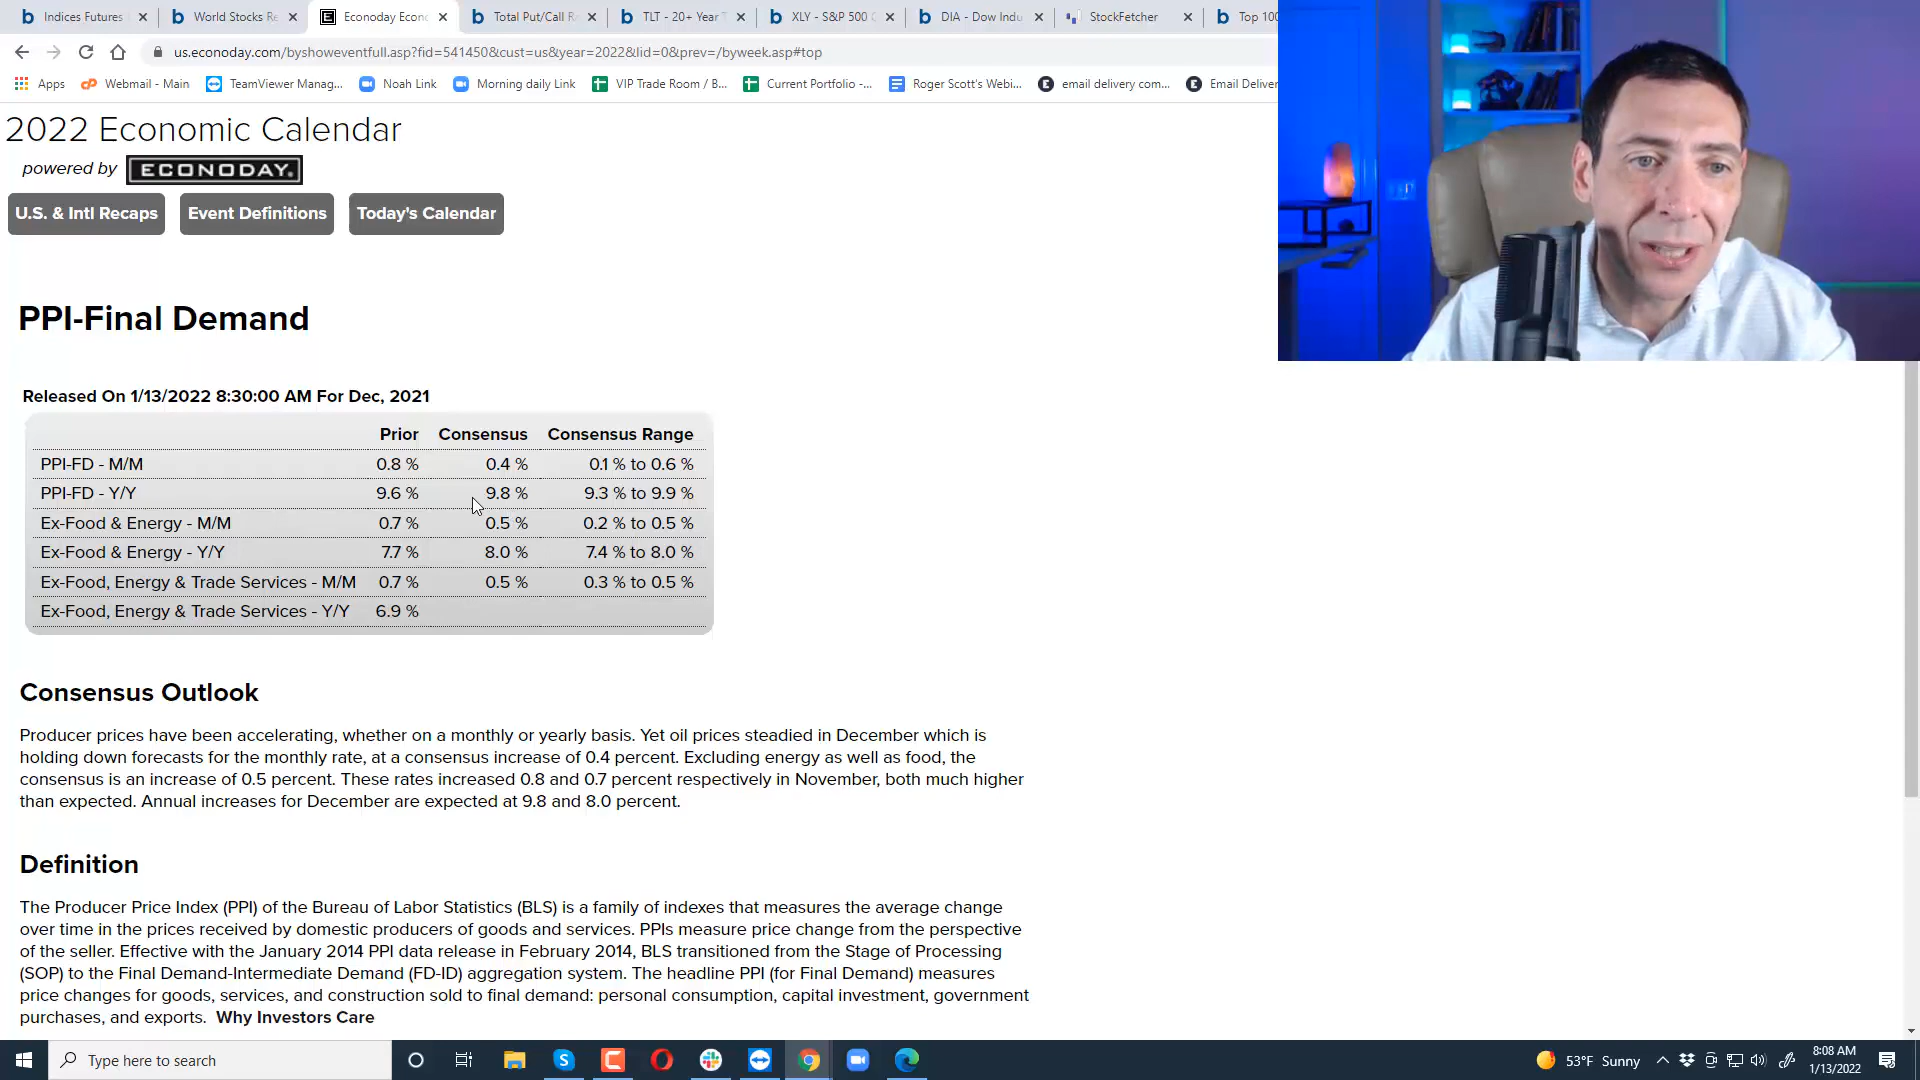 Indices Futures
World Stocks Re
Econoday Econ
Total Put/Call R
TLT - 20+ Year T
XLY - S&P 500
DIA - Dow Indu
StockFetcher
Top 100
us.econoday.com/byshoweventfull.asp?fid=541450&cust=us&year=2022&lid=0&prev=/byweek.asp#top
Apps
Webmail - Main
TeamViewer Manag...
Noah Link
Morning daily Link
VIP Trade Room / B...
Current Portfolio -...
Roger Scott's Webi...
email delivery com...
Email Deliver
2022 Economic Calendar
powered by ECONODAY.
U.S. & Intl Recaps
Event Definitions
Today's Calendar
PPI-Final Demand
Released On 1/13/2022 8:30:00 AM For Dec, 2021
Prior Consensus Consensus Range
PPI-FD - M/M 0.8 % 0.4 % 0.1 % to 0.6 %
PPI-FD - Y/Y 9.6 % 9.8 % 9.3 % to 9.9 %
Ex-Food & Energy - M/M 0.7 % 0.5 % 0.2 % to 0.5 %
Ex-Food & Energy - Y/Y 7.7 % 8.0 % 7.4 % to 8.0 %
Ex-Food, Energy & Trade Services - M/M 0.7 % 0.5 % 0.3 % to 0.5 %
Ex-Food, Energy & Trade Services - Y/Y 6.9 %
Consensus Outlook
Producer prices have been accelerating, whether on a monthly or yearly basis. Yet oil prices steadied in December which is
holding down forecasts for the monthly rate, at a consensus increase of 0.4 percent. Excluding energy as well as food, the
consensus is an increase of 0.5 percent. These rates increased 0.8 and 0.7 percent respectively in November, both much higher
than expected. Annual increases for December are expected at 9.8 and 8.0 percent.
Definition
The Producer Price Index (PPI) of the Bureau of Labor Statistics (BLS) is a family of indexes that measures the average change
over time in the prices received by domestic producers of goods and services. PPIs measure price change from the perspective
of the seller. Effective with the January 2014 PPI data release in February 2014, BLS transitioned from the Stage of Processing
(SOP) to the Final Demand-Intermediate Demand (FD-ID) aggregation system. The headline PPI (for Final Demand) measures
price changes for goods, services, and construction sold to final demand: personal consumption, capital investment, government
purchases, and exports. Why Investors Care
Type here to search
53°F Sunny
8:08 AM
1/13/2022